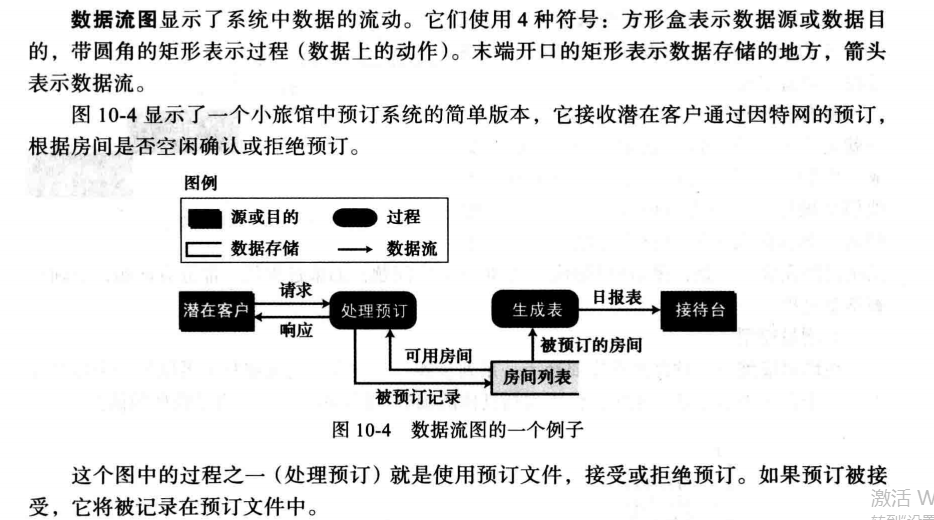 数据流图显示了系统中数据的流动。它们使用4种符号：方形盒表示数据源或数据目
的，带圆角的矩形表示过程（数据上的动作）。末端开口的矩形表示数据存储的地方，箭头
表示数据流。
图 10-4 显示了一个小旅馆中预订系统的简单版本，它接收潜在客户通过因特网的预订，
根据房间是否空闲确认或拒绝预订。
图例
源或目的 过程
数据存储 数据流
潜在客户 请求 响应 处理预订 生成表 日报表 接待台
可用房间 被预订的房间
被预订记录 房间列表
图 10-4 数据流图的一个例子
这个图中的过程之一（处理预订）就是使用预订文件，接受或拒绝预订。如果预订被接
受，它将被记录在预订文件中。
激活 W